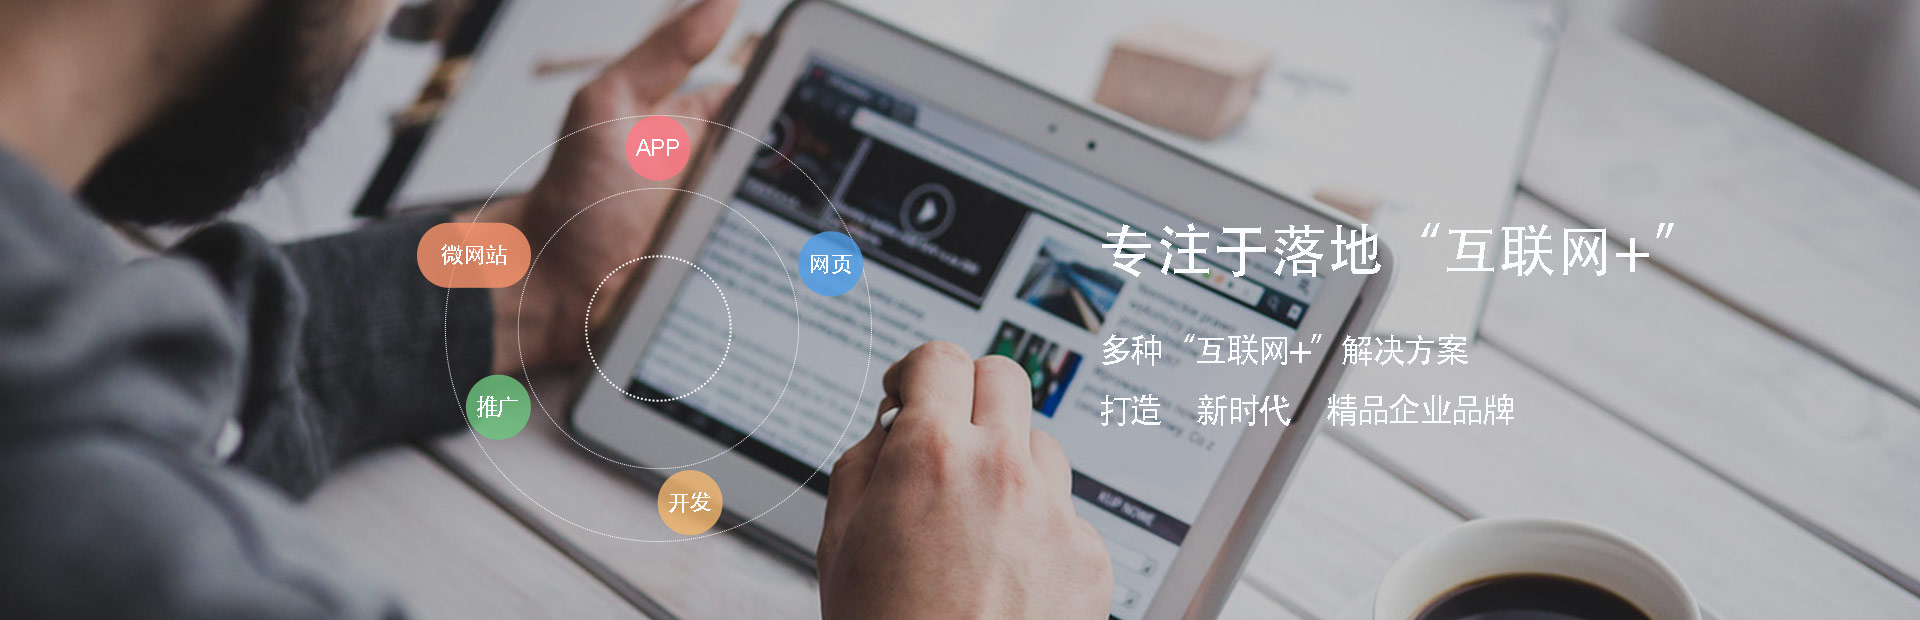 APP
微网站
网页
推广
开发
专注于落地“互联网+”
多种“互联网+”解决方案
打造 新时代 精品企业品牌